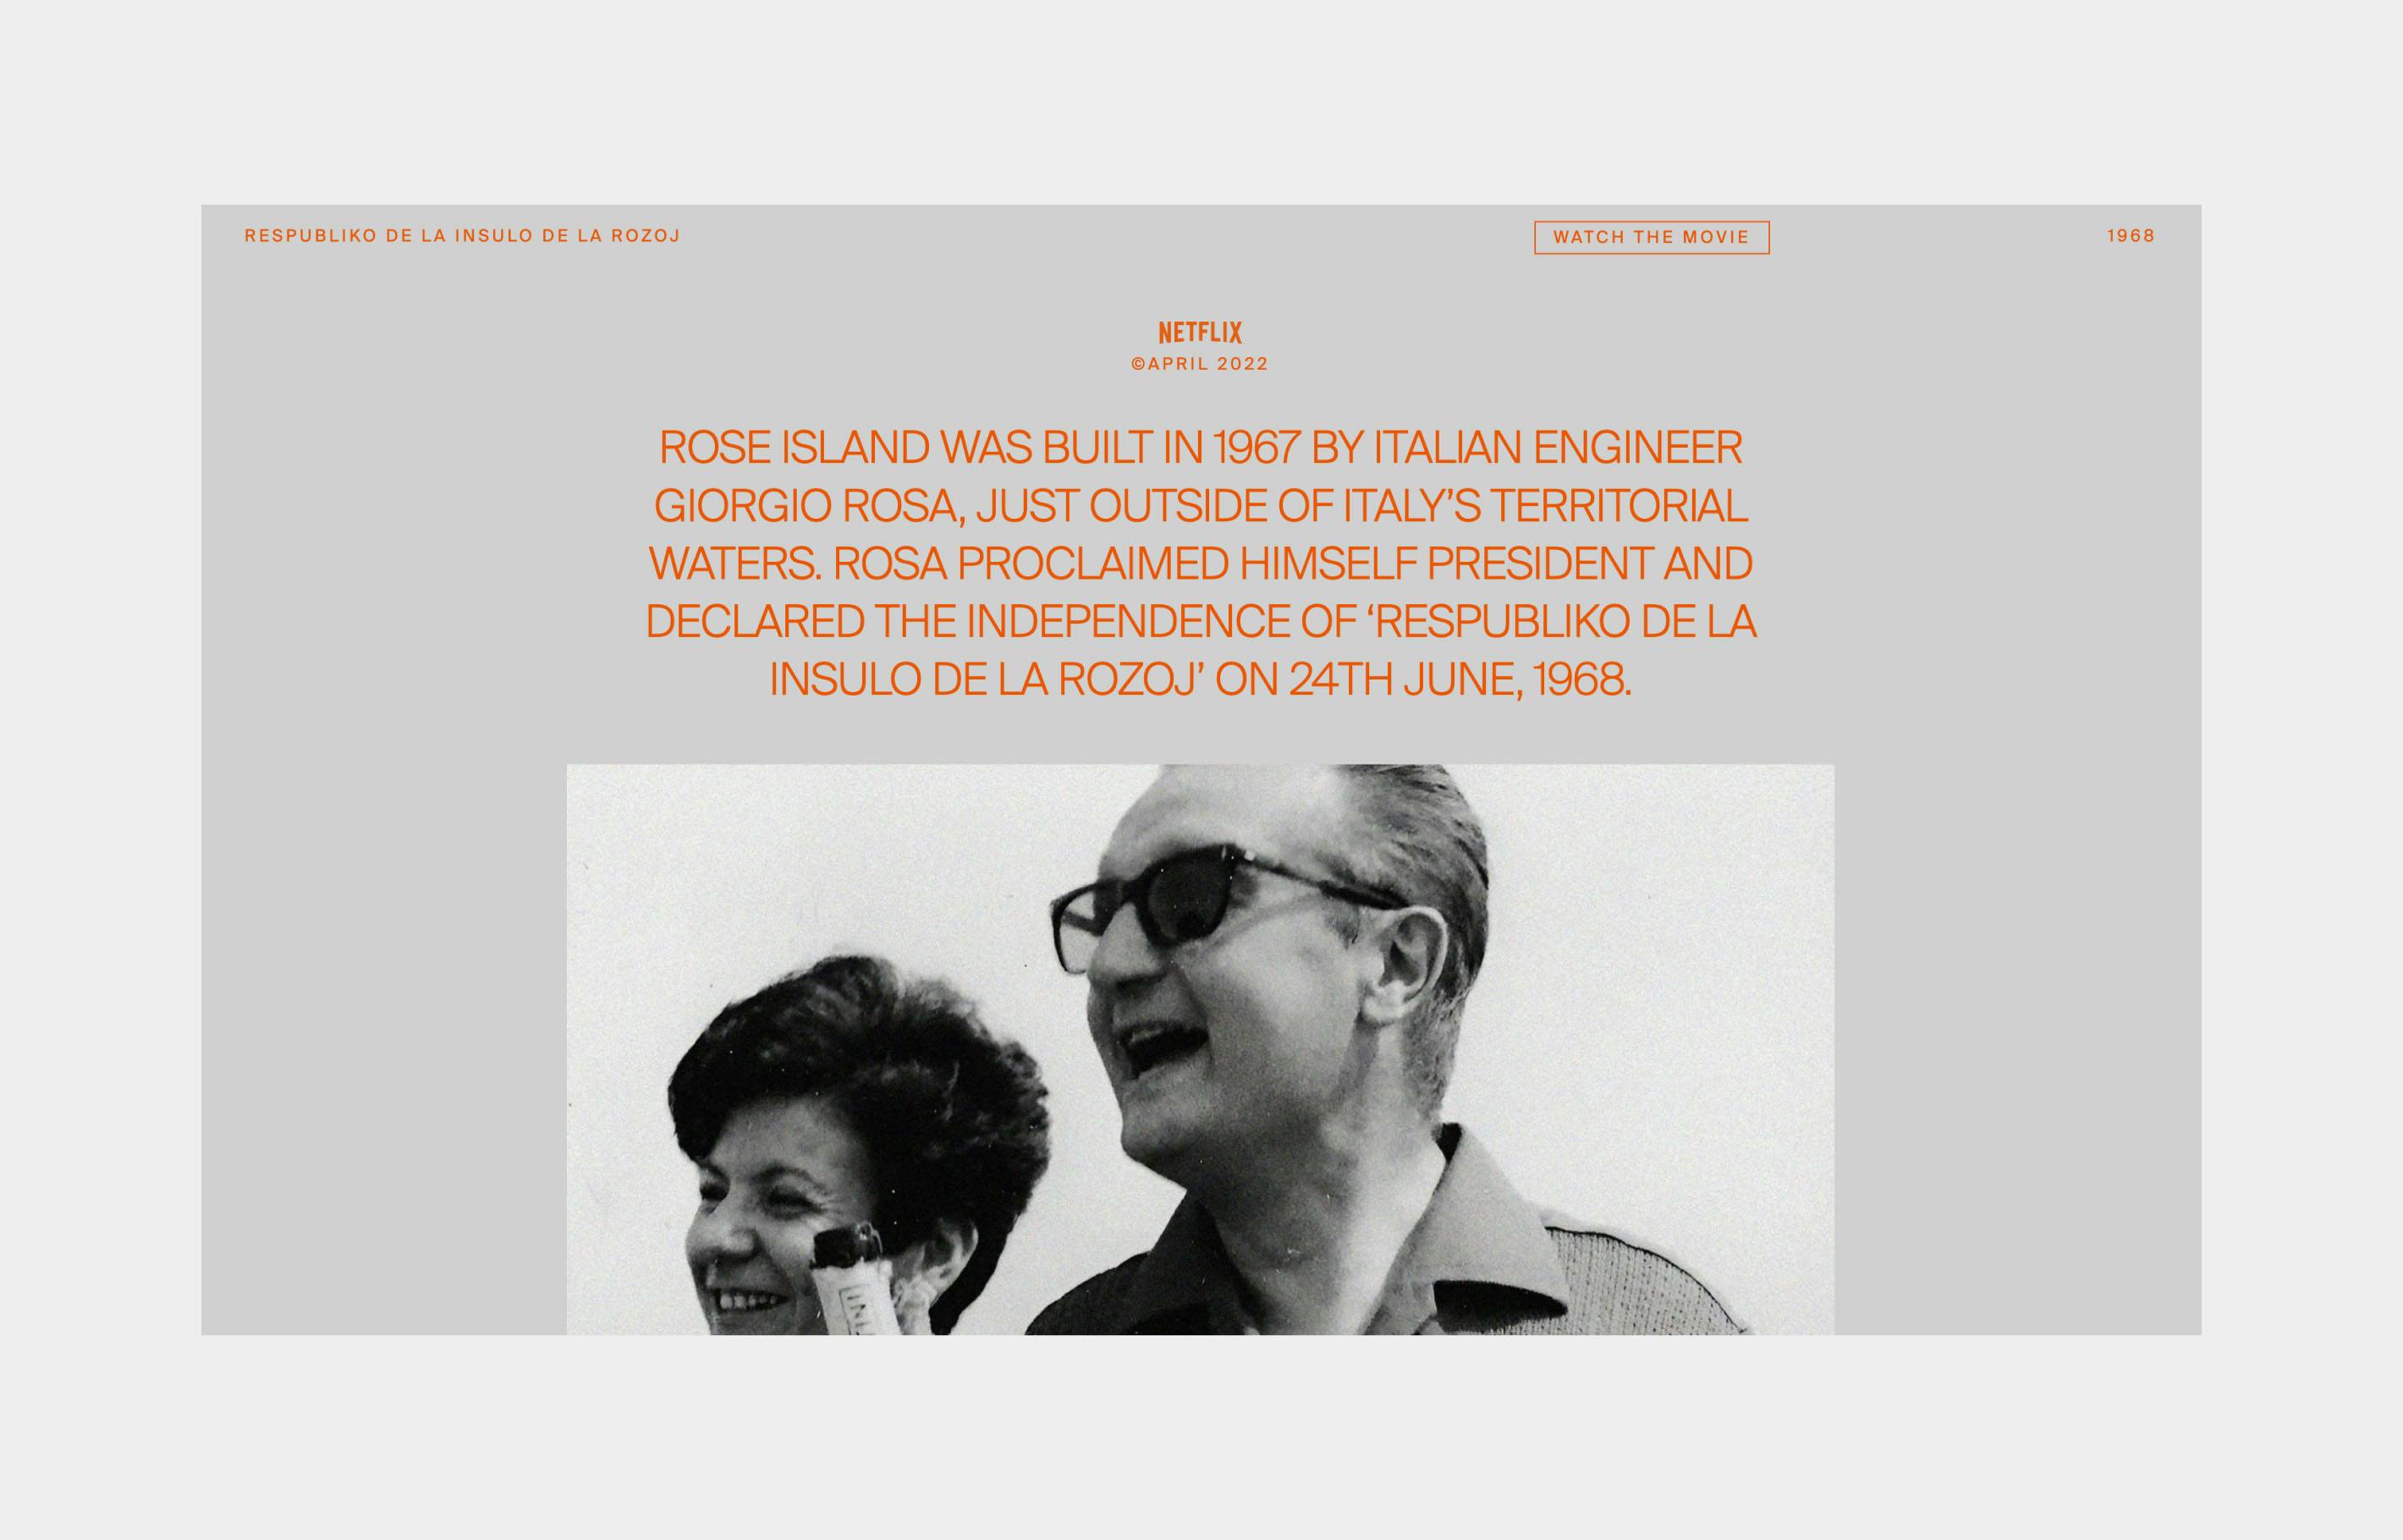 RESPUBLIKO DE LA INSULO DE LA ROZOJ
WATCH THE MOVIE
1968
NETFLIX
©APRIL 2022
ROSE ISLAND WAS BUILT IN 1967 BY ITALIAN ENGINEER
GIORGIO ROSA, JUST OUTSIDE OF ITALY’S TERRITORIAL
WATERS. ROSA PROCLAIMED HIMSELF PRESIDENT AND
DECLARED THE INDEPENDENCE OF ‘RESPUBLIKO DE LA
INSULO DE LA ROZOJ’ ON 24TH JUNE, 1968.